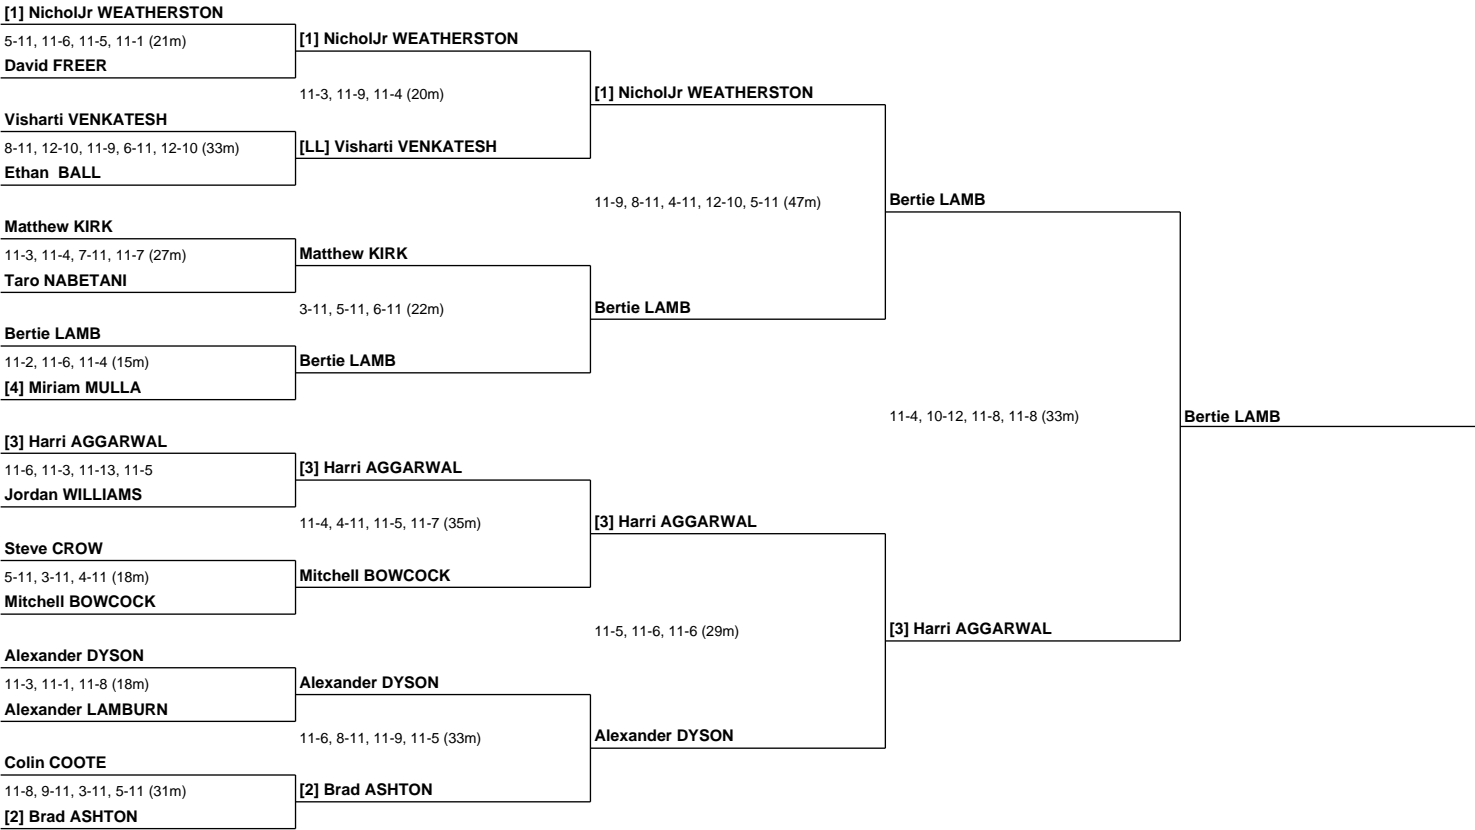 [1] NicholJr WEATHERSTON
5-11, 11-6, 11-5, 11-1 (21m)
David FREER
Visharti VENKATESH
8-11, 12-10, 11-9, 6-11, 12-10 (33m)
Ethan  BALL
Matthew KIRK
11-3, 11-4, 7-11, 11-7 (27m)
Taro NABETANI
Bertie LAMB
11-2, 11-6, 11-4 (15m)
[4] Miriam MULLA
[3] Harri AGGARWAL
11-6, 11-3, 11-13, 11-5
Jordan WILLIAMS
Steve CROW
5-11, 3-11, 4-11 (18m)
Mitchell BOWCOCK
Alexander DYSON
11-3, 11-1, 11-8 (18m)
Alexander LAMBURN
Colin COOTE
11-8, 9-11, 3-11, 5-11 (31m)
[2] Brad ASHTON
[1] NicholJr WEATHERSTON
11-3, 11-9, 11-4 (20m)
[LL] Visharti VENKATESH
Matthew KIRK
3-11, 5-11, 6-11 (22m)
Bertie LAMB
[3] Harri AGGARWAL
11-4, 4-11, 11-5, 11-7 (35m)
Mitchell BOWCOCK
Alexander DYSON
11-6, 8-11, 11-9, 11-5 (33m)
[2] Brad ASHTON
[1] NicholJr WEATHERSTON
11-9, 8-11, 4-11, 12-10, 5-11 (47m)
Bertie LAMB
[3] Harri AGGARWAL
11-5, 11-6, 11-6 (29m)
Alexander DYSON
Bertie LAMB
11-4, 10-12, 11-8, 11-8 (33m)
[3] Harri AGGARWAL
Bertie LAMB